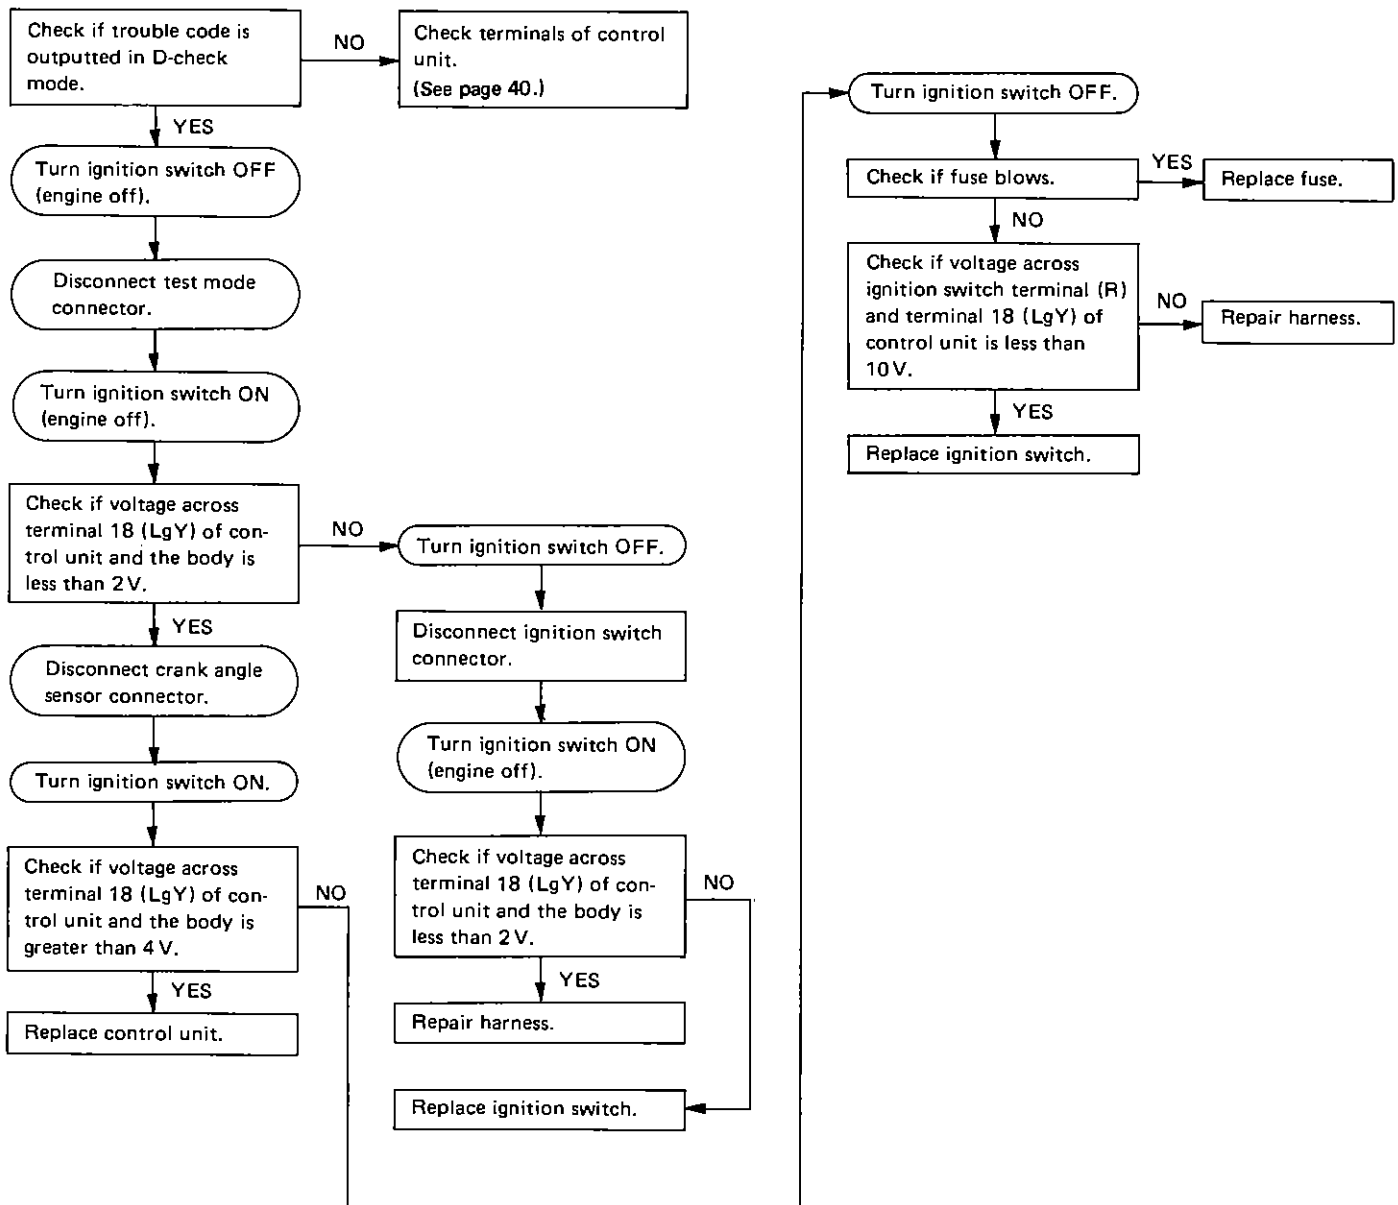 Check if trouble code is
outputted in D-check
mode.
NO
Check terminals of control
unit.
(See page 40.)
YES
Turn ignition switch OFF
(engine off).
Disconnect test mode
connector.
Turn ignition switch ON
(engine off).
Check if voltage across
terminal 18 (LgY) of con-
trol unit and the body is
less than 2V.
NO
Turn ignition switch OFF.
Disconnect ignition switch
connector.
Turn ignition switch ON
(engine off).
Check if voltage across
terminal 18 (LgY) of con-
trol unit and the body is
less than 2V.
NO
YES
Repair harness.
Replace ignition switch.
YES
Disconnect crank angle
sensor connector.
Turn ignition switch ON.
Check if voltage across
terminal 18 (LgY) of con-
trol unit and the body is
greater than 4V.
NO
YES
Replace control unit.
Turn ignition switch OFF.
Check if fuse blows.
YES
Replace fuse.
NO
Check if voltage across
ignition switch terminal (R)
and terminal 18 (LgY) of
control unit is less than
10V.
NO
Repair harness.
YES
Replace ignition switch.